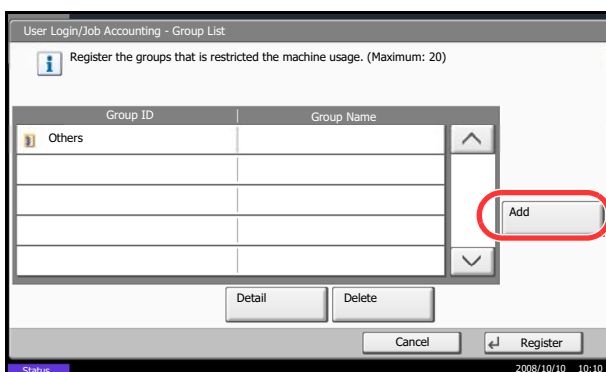 User Login/Job Accounting - Group List
Register the groups that is restricted the machine usage. (Maximum: 20)
Group ID | Group Name
Others
Add
Detail Delete
Cancel Register
Status 2008/10/10 10:10